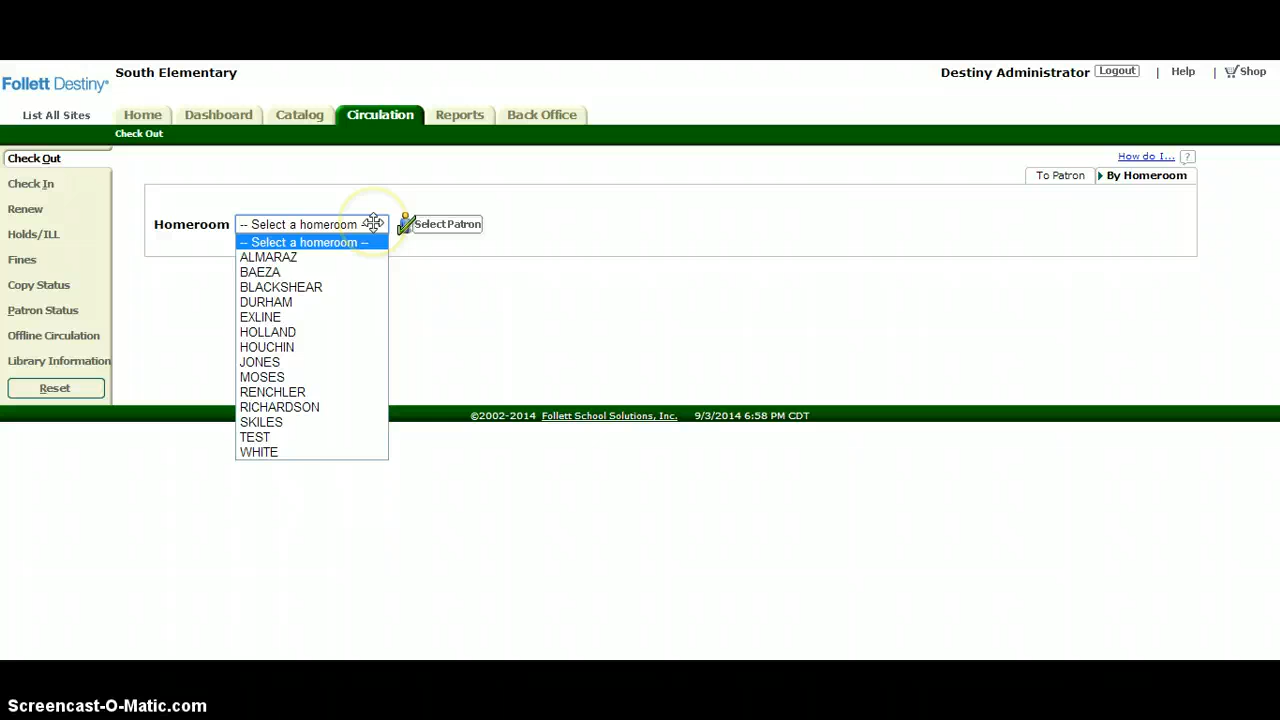 South Elementary
Follett Destiny®
Destiny Administrator Logout | Help | Shop
List All Sites Home Dashboard Catalog Circulation Reports Back Office
Check Out
Check Out
Check In
Renew
Holds/ILL
Fines
Copy Status
Patron Status
Offline Circulation
Library Information
Reset
How do I... ?
To Patron By Homeroom
Homeroom -- Select a homeroom -- Select Patron
-- Select a homeroom --
ALMARAZ
BAEZA
BLACKSHEAR
DURHAM
EXLINE
HOLLAND
HOUCHIN
JONES
MOSES
RENCHLER
RICHARDSON
SKILES
TEST
WHITE
©2002-2014 Follett School Solutions, Inc. 9/3/2014 6:58 PM CDT
Screencast-O-Matic.com